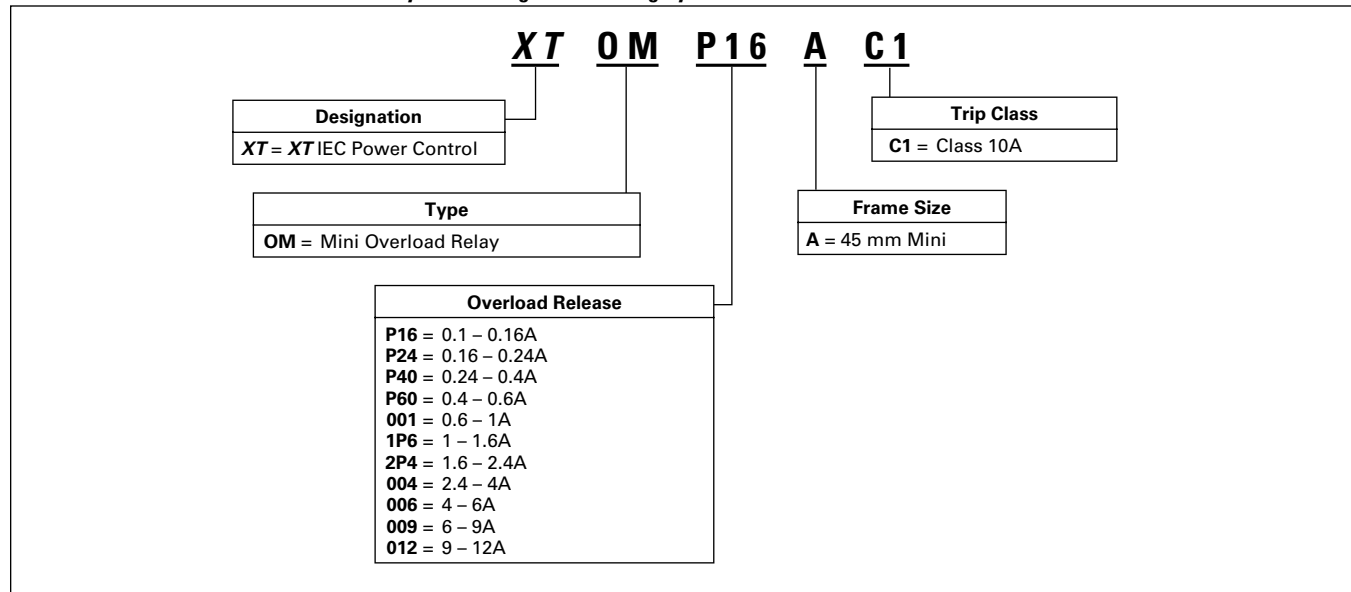 XT OM P16 A C1
Designation
XT = XT IEC Power Control
Trip Class
C1 = Class 10A
Type
OM = Mini Overload Relay
Frame Size
A = 45 mm Mini
Overload Release
P16 = 0.1 – 0.16A
P24 = 0.16 – 0.24A
P40 = 0.24 – 0.4A
P60 = 0.4 – 0.6A
001 = 0.6 – 1A
1P6 = 1 – 1.6A
2P4 = 1.6 – 2.4A
004 = 2.4 – 4A
006 = 4 – 6A
009 = 6 – 9A
012 = 9 – 12A